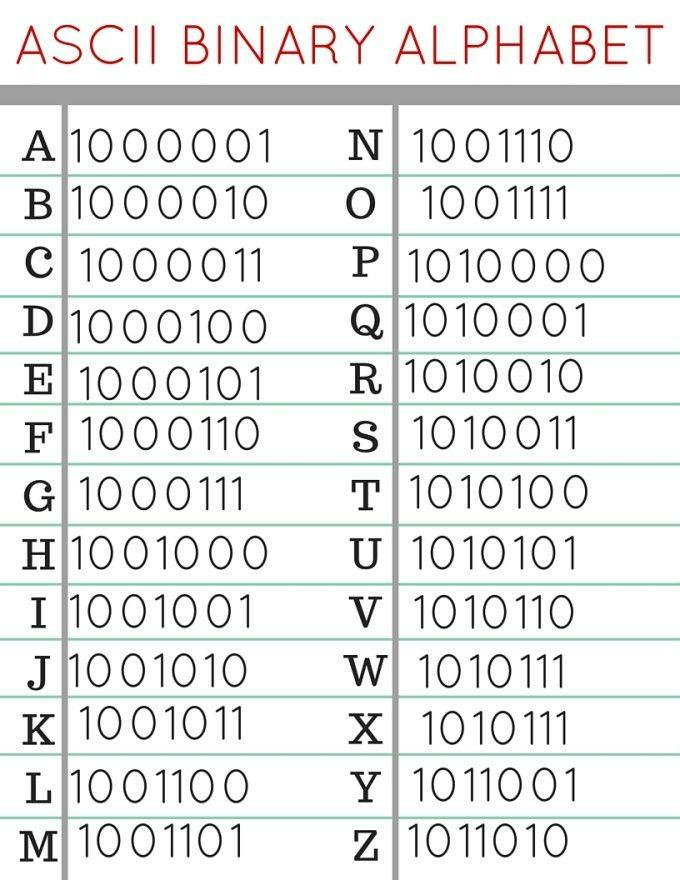 ASCII BINARY ALPHABET
A 1000001 N 1001110
B 1000010 O 1001111
C 1000011 P 1010000
D 1000100 Q 1010001
E 1000101 R 1010010
F 1000110 S 1010011
G 1000111 T 1010100
H 1001000 U 1010101
I 1001001 V 1010110
J 1001010 W 1010111
K 1001011 X 1010111
L 1001100 Y 1011001
M 1001101 Z 1011010